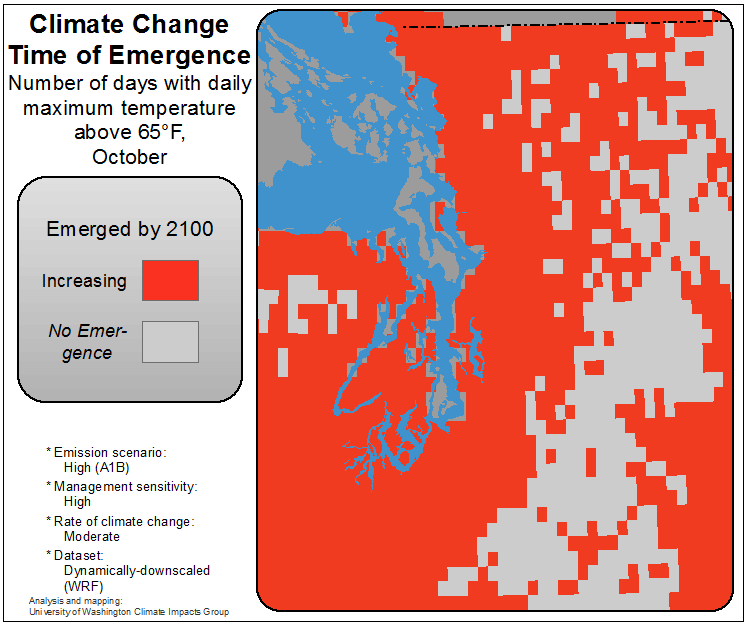 Climate Change
Time of Emergence
Number of days with daily
maximum temperature
above 65°F,
October
Emerged by 2100
Increasing
No Emer-
gence
* Emission scenario:
High (A1B)
* Management sensitivity:
High
* Rate of climate change:
Moderate
* Dataset:
Dynamically-downscaled
(WRF)
Analysis and mapping:
University of Washington Climate Impacts Group